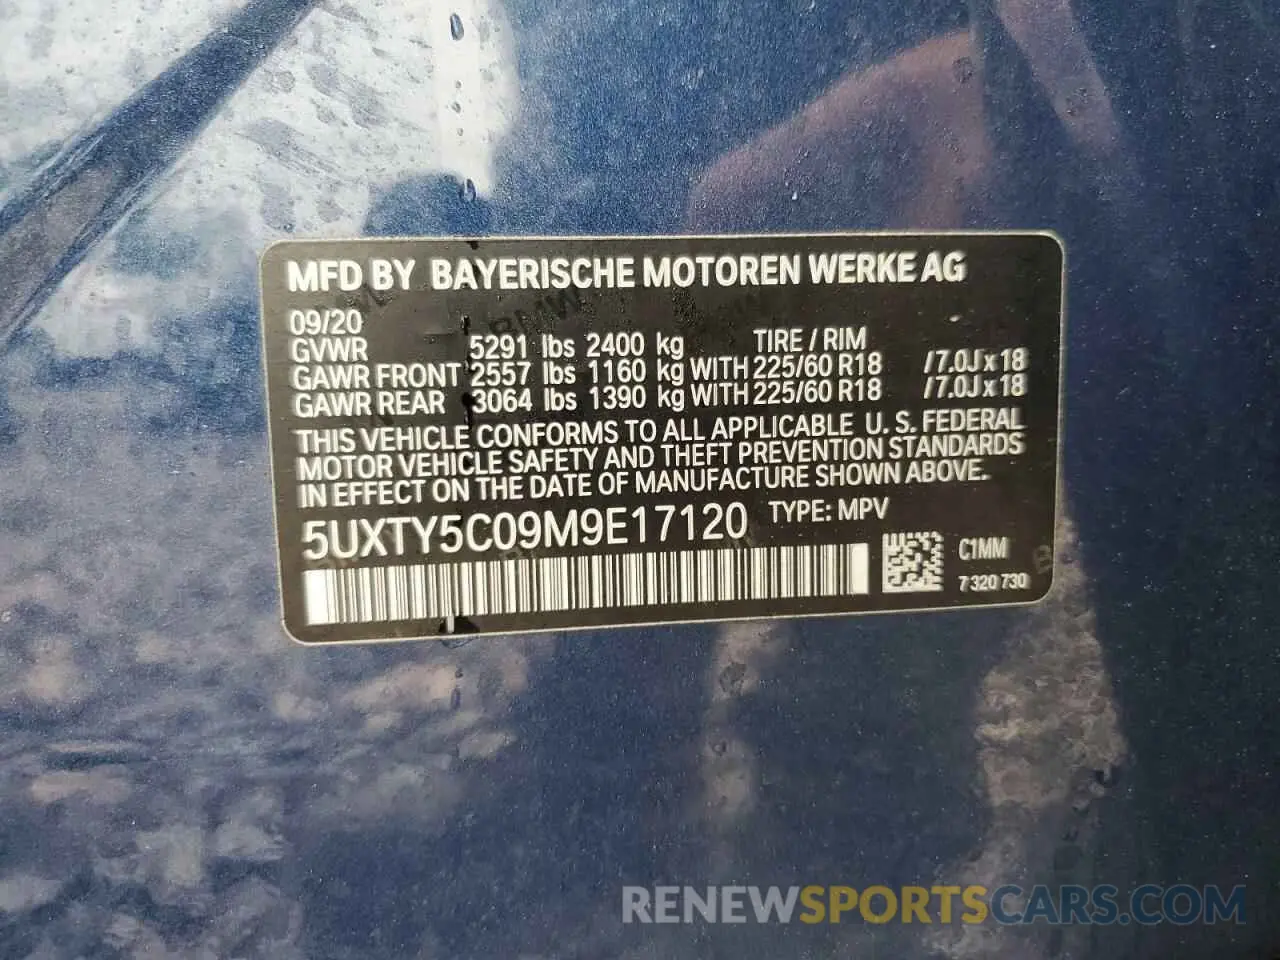 MFD BY BAYERISCHE MOTOREN WERKE AG
09/20
GVWR 5291 lbs 2400 kg TIRE / RIM
GAWR FRONT 2557 lbs 1160 kg WITH 225/60 R18 /7.0J x 18
GAWR REAR 3064 lbs 1390 kg WITH 225/60 R18 /7.0J x 18
THIS VEHICLE CONFORMS TO ALL APPLICABLE U. S. FEDERAL
MOTOR VEHICLE SAFETY AND THEFT PREVENTION STANDARDS
IN EFFECT ON THE DATE OF MANUFACTURE SHOWN ABOVE.
5UXTY5C09M9E17120 TYPE: MPV
C1MM
7 320 730
RENEWSPORTSCARS.COM